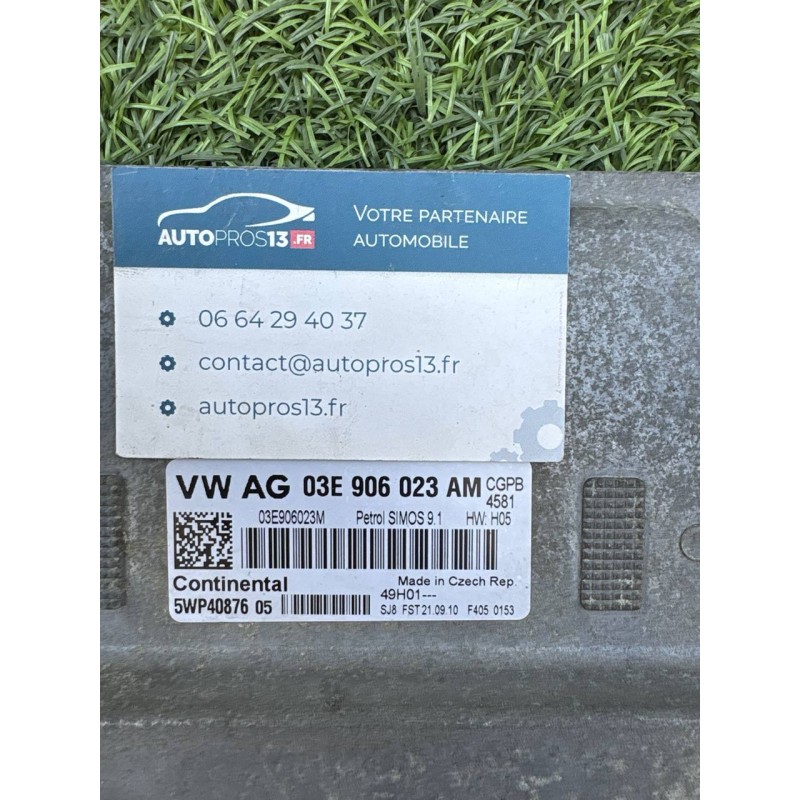 AUTOPROS13.FR
VOTRE PARTENAIRE
AUTOMOBILE
06 64 29 40 37
contact@autopros13.fr
autopros13.fr
VW AG 03E 906 023 AM CGPB
4581
03E906023M Petrol SIMOS 9.1 HW: H05
Continental Made in Czech Rep.
49H01---
5WP40876 05 SJ8 FST 21.09.10 F405 0153